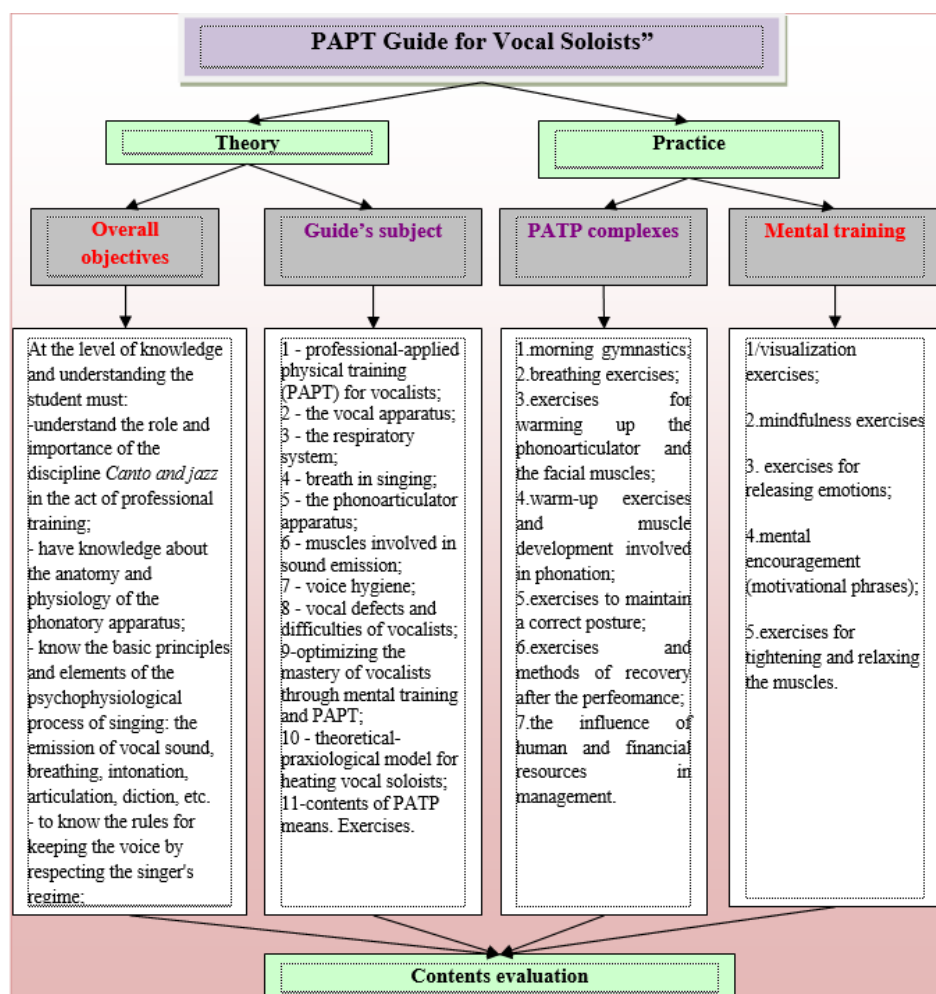 PAPT Guide for Vocal Soloists”
Theory
Practice
Overall
objectives
Guide's subject
PATP complexes
Mental training
At the level of knowledge
and understanding the
student must:
-understand the role and
importance of the
discipline Canto and jazz
in the act of professional
training;
- have knowledge about
the anatomy and
physiology of the
phonatory apparatus;
- know the basic principles
and elements of the
psychophysiological
process of singing: the
emission of vocal sound,
breathing, intonation,
articulation, diction, etc.
- to know the rules for
keeping the voice by
respecting the singer's
regime;
1 - professional-applied
physical training
(PAPT) for vocalists;
2 - the vocal apparatus;
3 - the respiratory
system;
4 - breath in singing;
5 - the phonoarticulator
apparatus;
6 - muscles involved in
sound emission;
7 - voice hygiene;
8 - vocal defects and
difficulties of vocalists;
9-optimizing the
mastery of vocalists
through mental training
and PAPT;
10 - theoretical-
praxiological model for
heating vocal soloists;
11-contents of PATP
means. Exercises.
1.morning gymnastics;
2.breathing exercises;
3.exercises for
warming up the
phonoarticulator and
the facial muscles;
4.warm-up exercises
and muscle
development involved
in phonation;
5.exercises to maintain
a correct posture;
6.exercises and
methods of recovery
after the perfeomance;
7.the influence of
human and financial
resources in
management.
1/visualization
exercises;
2.mindfulness exercises
3. exercises for
releasing emotions;
4.mental
encouragement
(motivational phrases);
5.exercises for
tightening and relaxing
the muscles.
Contents evaluation